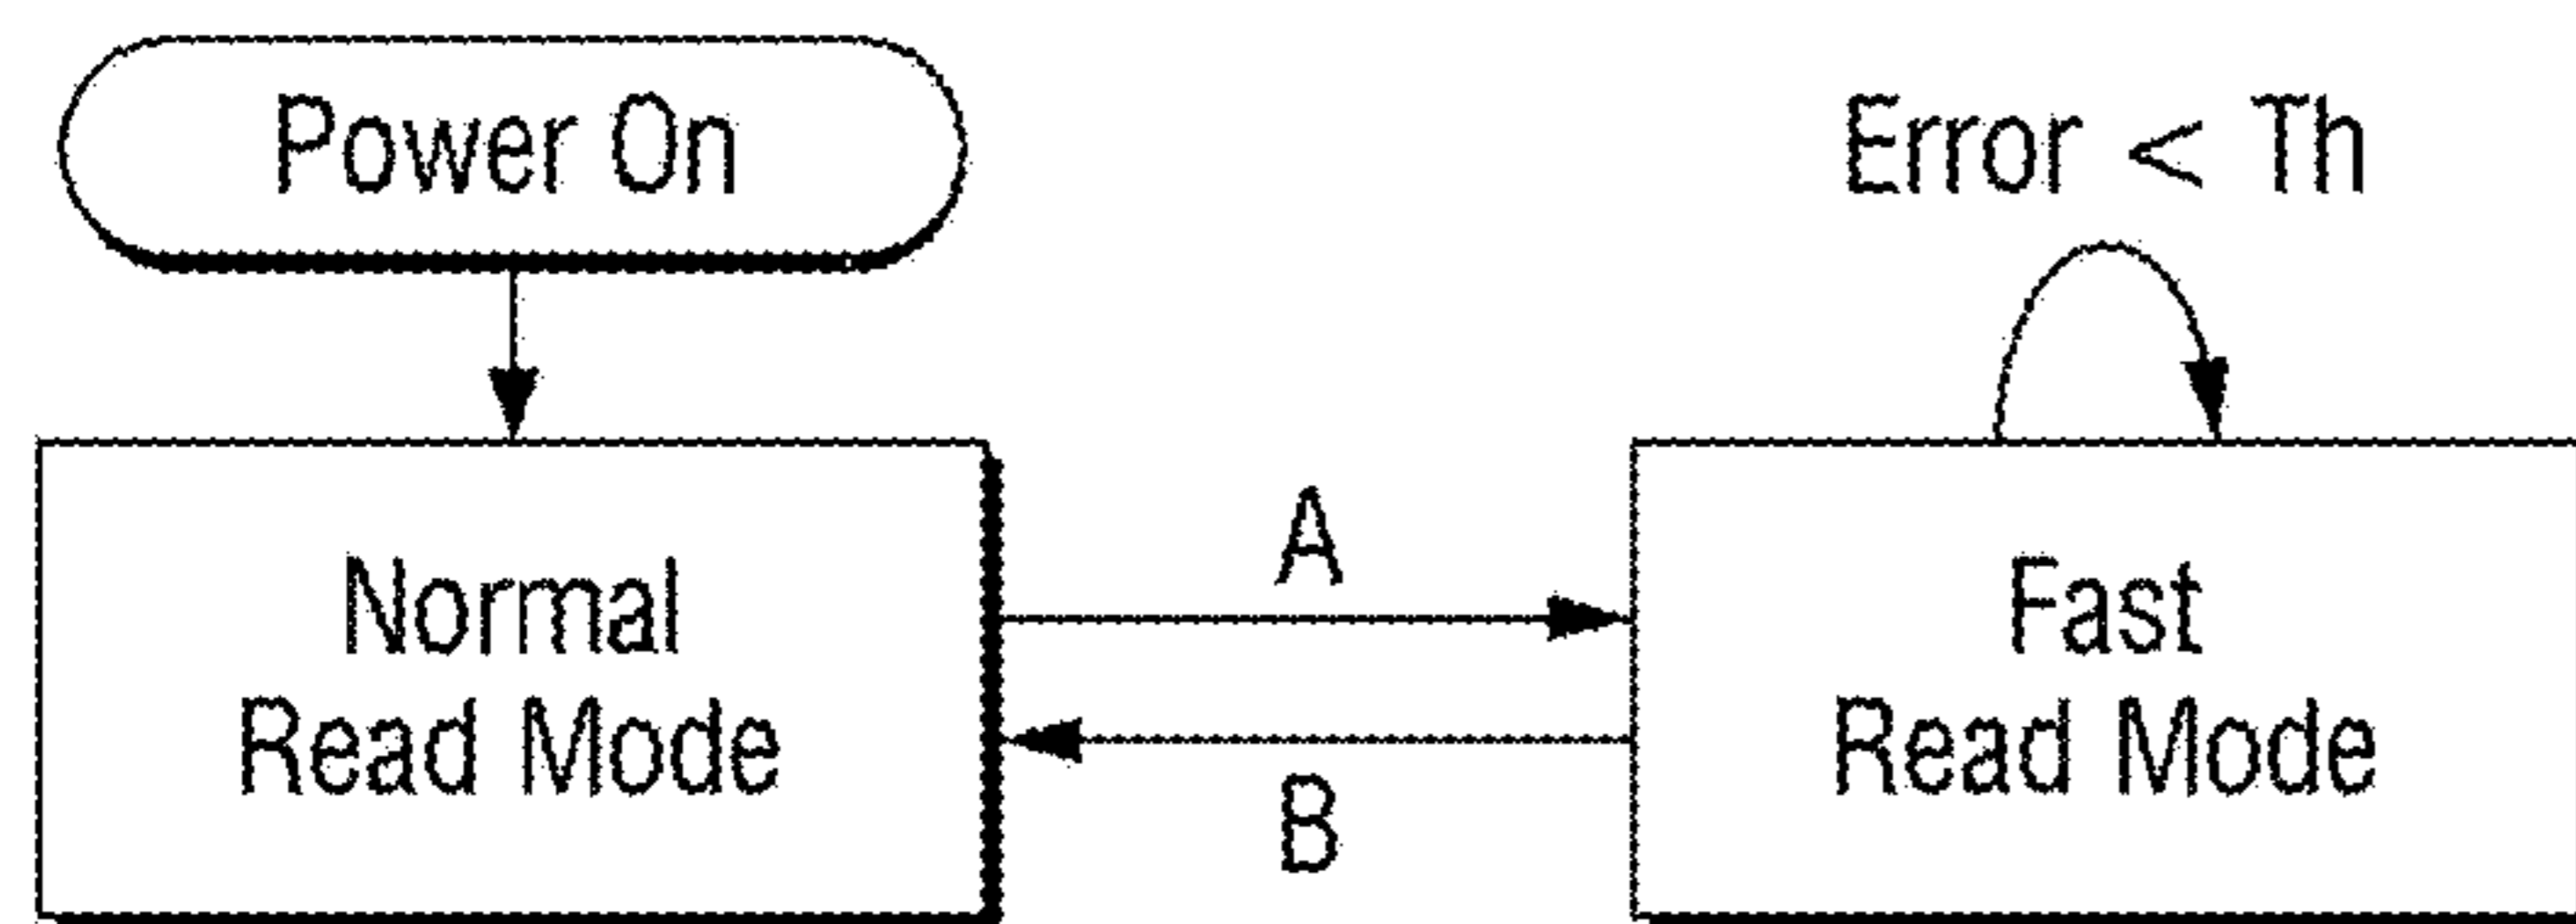 Power On
Error < Th
A
Normal
Read Mode
Fast
Read Mode
B